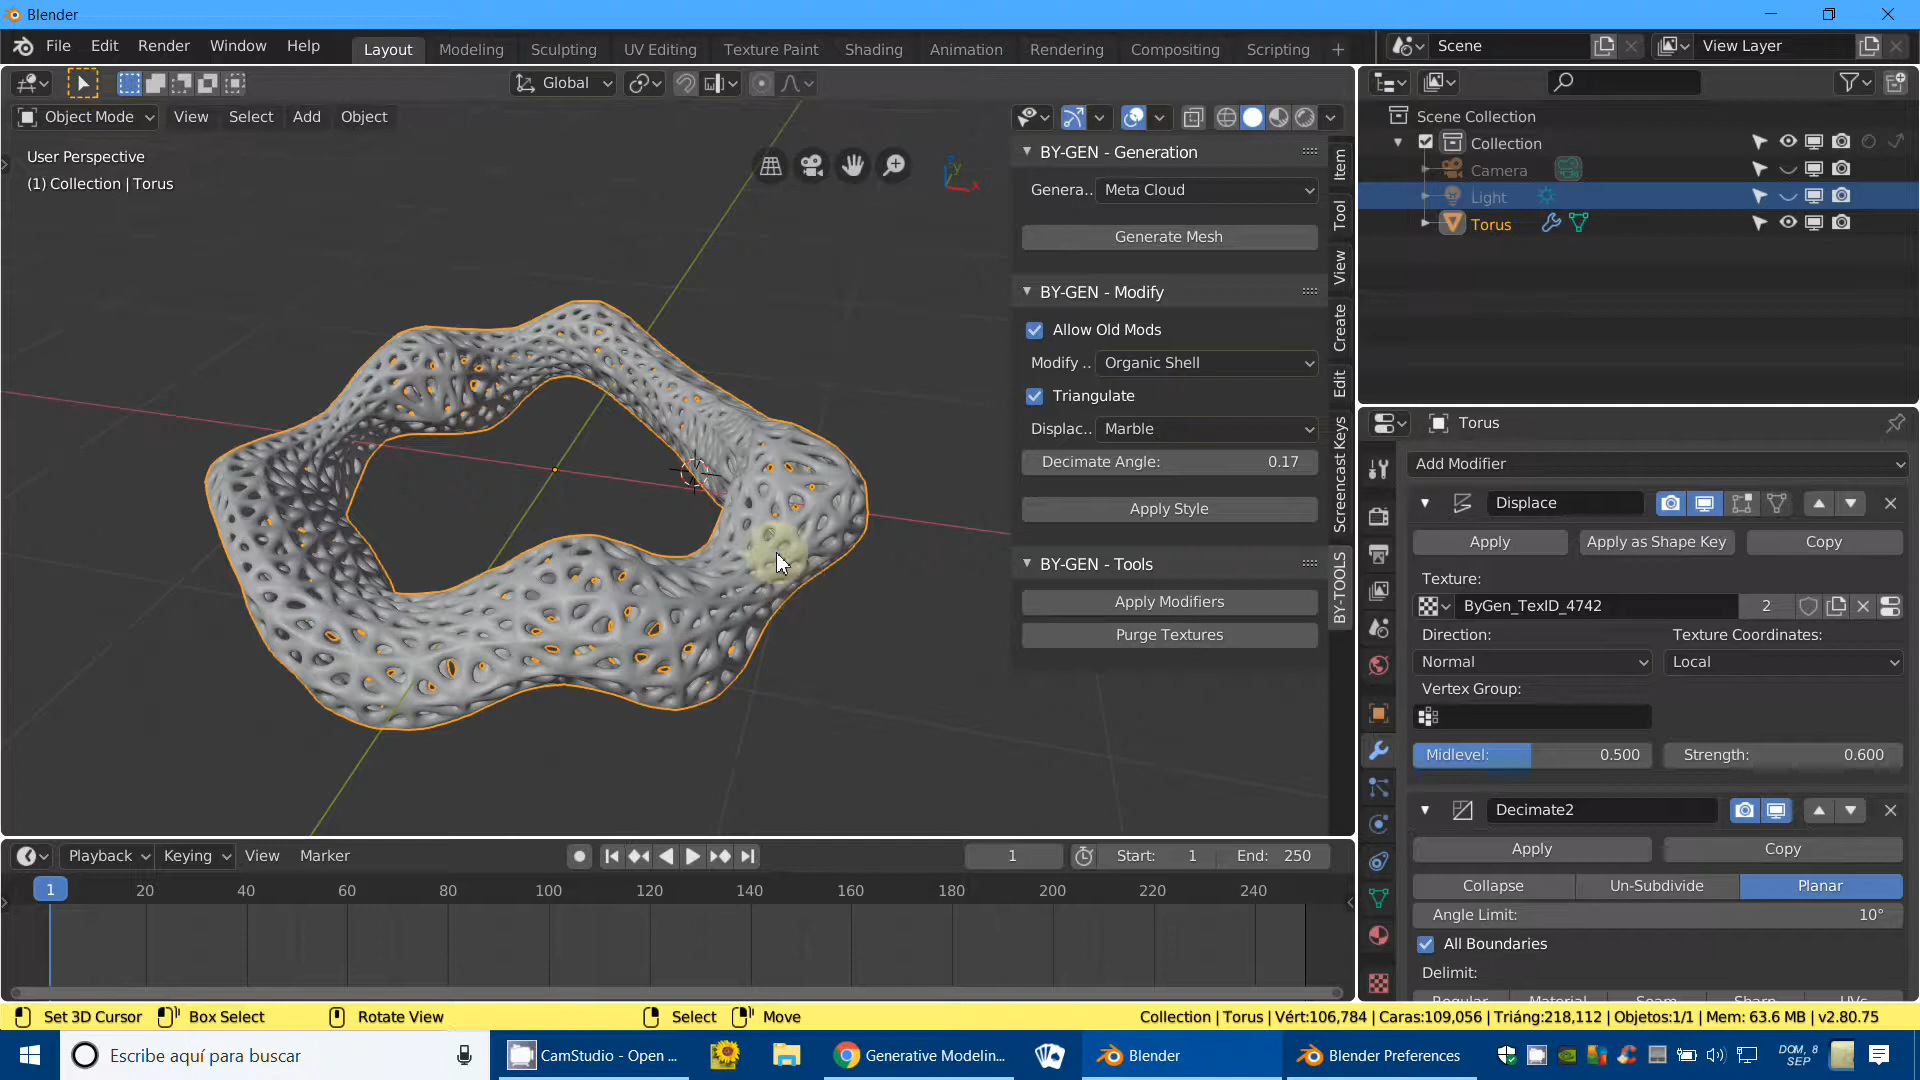 Blender
File Edit Render Window Help Layout Modeling Sculpting UV Editing Texture Paint Shading Animation Rendering Compositing Scripting + Scene View Layer
Global
Object Mode View Select Add Object
User Perspective
(1) Collection | Torus
BY-GEN - Generation
Genera.. Meta Cloud
Generate Mesh
BY-GEN - Modify
Allow Old Mods
Modify .. Organic Shell
Triangulate
Displac.. Marble
Decimate Angle: 0.17
Apply Style
BY-GEN - Tools
Apply Modifiers
Purge Textures
Item
Tool
View
Create
Edit
Screencast Keys
BY-TOOLS
Scene Collection
Collection
Camera
Light
Torus
Torus
Add Modifier
Displace
Apply Apply as Shape Key Copy
Texture:
ByGen_TexID_4742 2
Direction: Texture Coordinates:
Normal Local
Vertex Group:
Midlevel: 0.500 Strength: 0.600
Decimate2
Apply Copy
Collapse Un-Subdivide Planar
Angle Limit: 10°
All Boundaries
Delimit:
Regular Material Seam Sharp UVs
Playback Keying View Marker 1 Start: 1 End: 250
1 20 40 60 80 100 120 140 160 180 200 220 240
Set 3D Cursor Box Select Rotate View Select Move Collection | Torus | Vért:106,784 | Caras:109,056 | Triáng:218,112 | Objetos:1/1 | Mem: 63.6 MB | v2.80.75
Escribe aquí para buscar CamStudio - Open ... Generative Modelin... Blender Blender Preferences DOM., 8
SEP